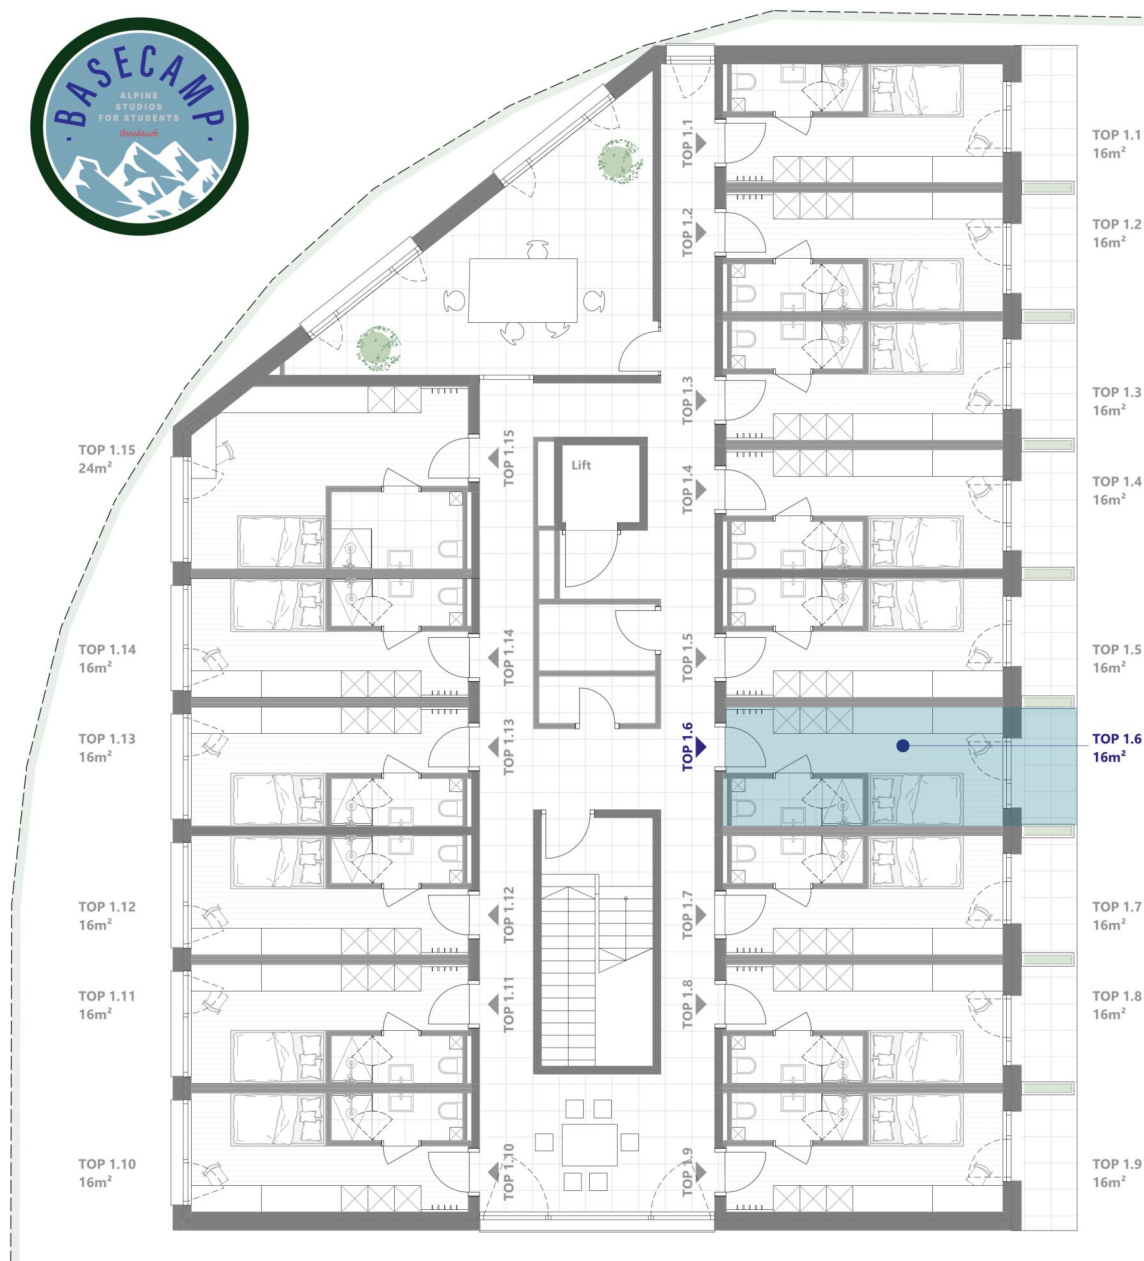 BASECAMP
ALPINE
STUDIOS
FOR STUDENTS
Innsbruck
TOP 1.1
TOP 1.1
16m²
TOP 1.2
TOP 1.2
16m²
TOP 1.3
TOP 1.3
16m²
TOP 1.15
24m²
TOP 1.15
Lift
TOP 1.4
TOP 1.4
16m²
TOP 1.14
16m²
TOP 1.14
TOP 1.5
TOP 1.5
16m²
TOP 1.13
16m²
TOP 1.13
TOP 1.6
TOP 1.6
16m²
TOP 1.12
16m²
TOP 1.12
TOP 1.7
TOP 1.7
16m²
TOP 1.11
16m²
TOP 1.11
TOP 1.8
TOP 1.8
16m²
TOP 1.10
16m²
TOP 1.10
TOP 1.9
TOP 1.9
16m²